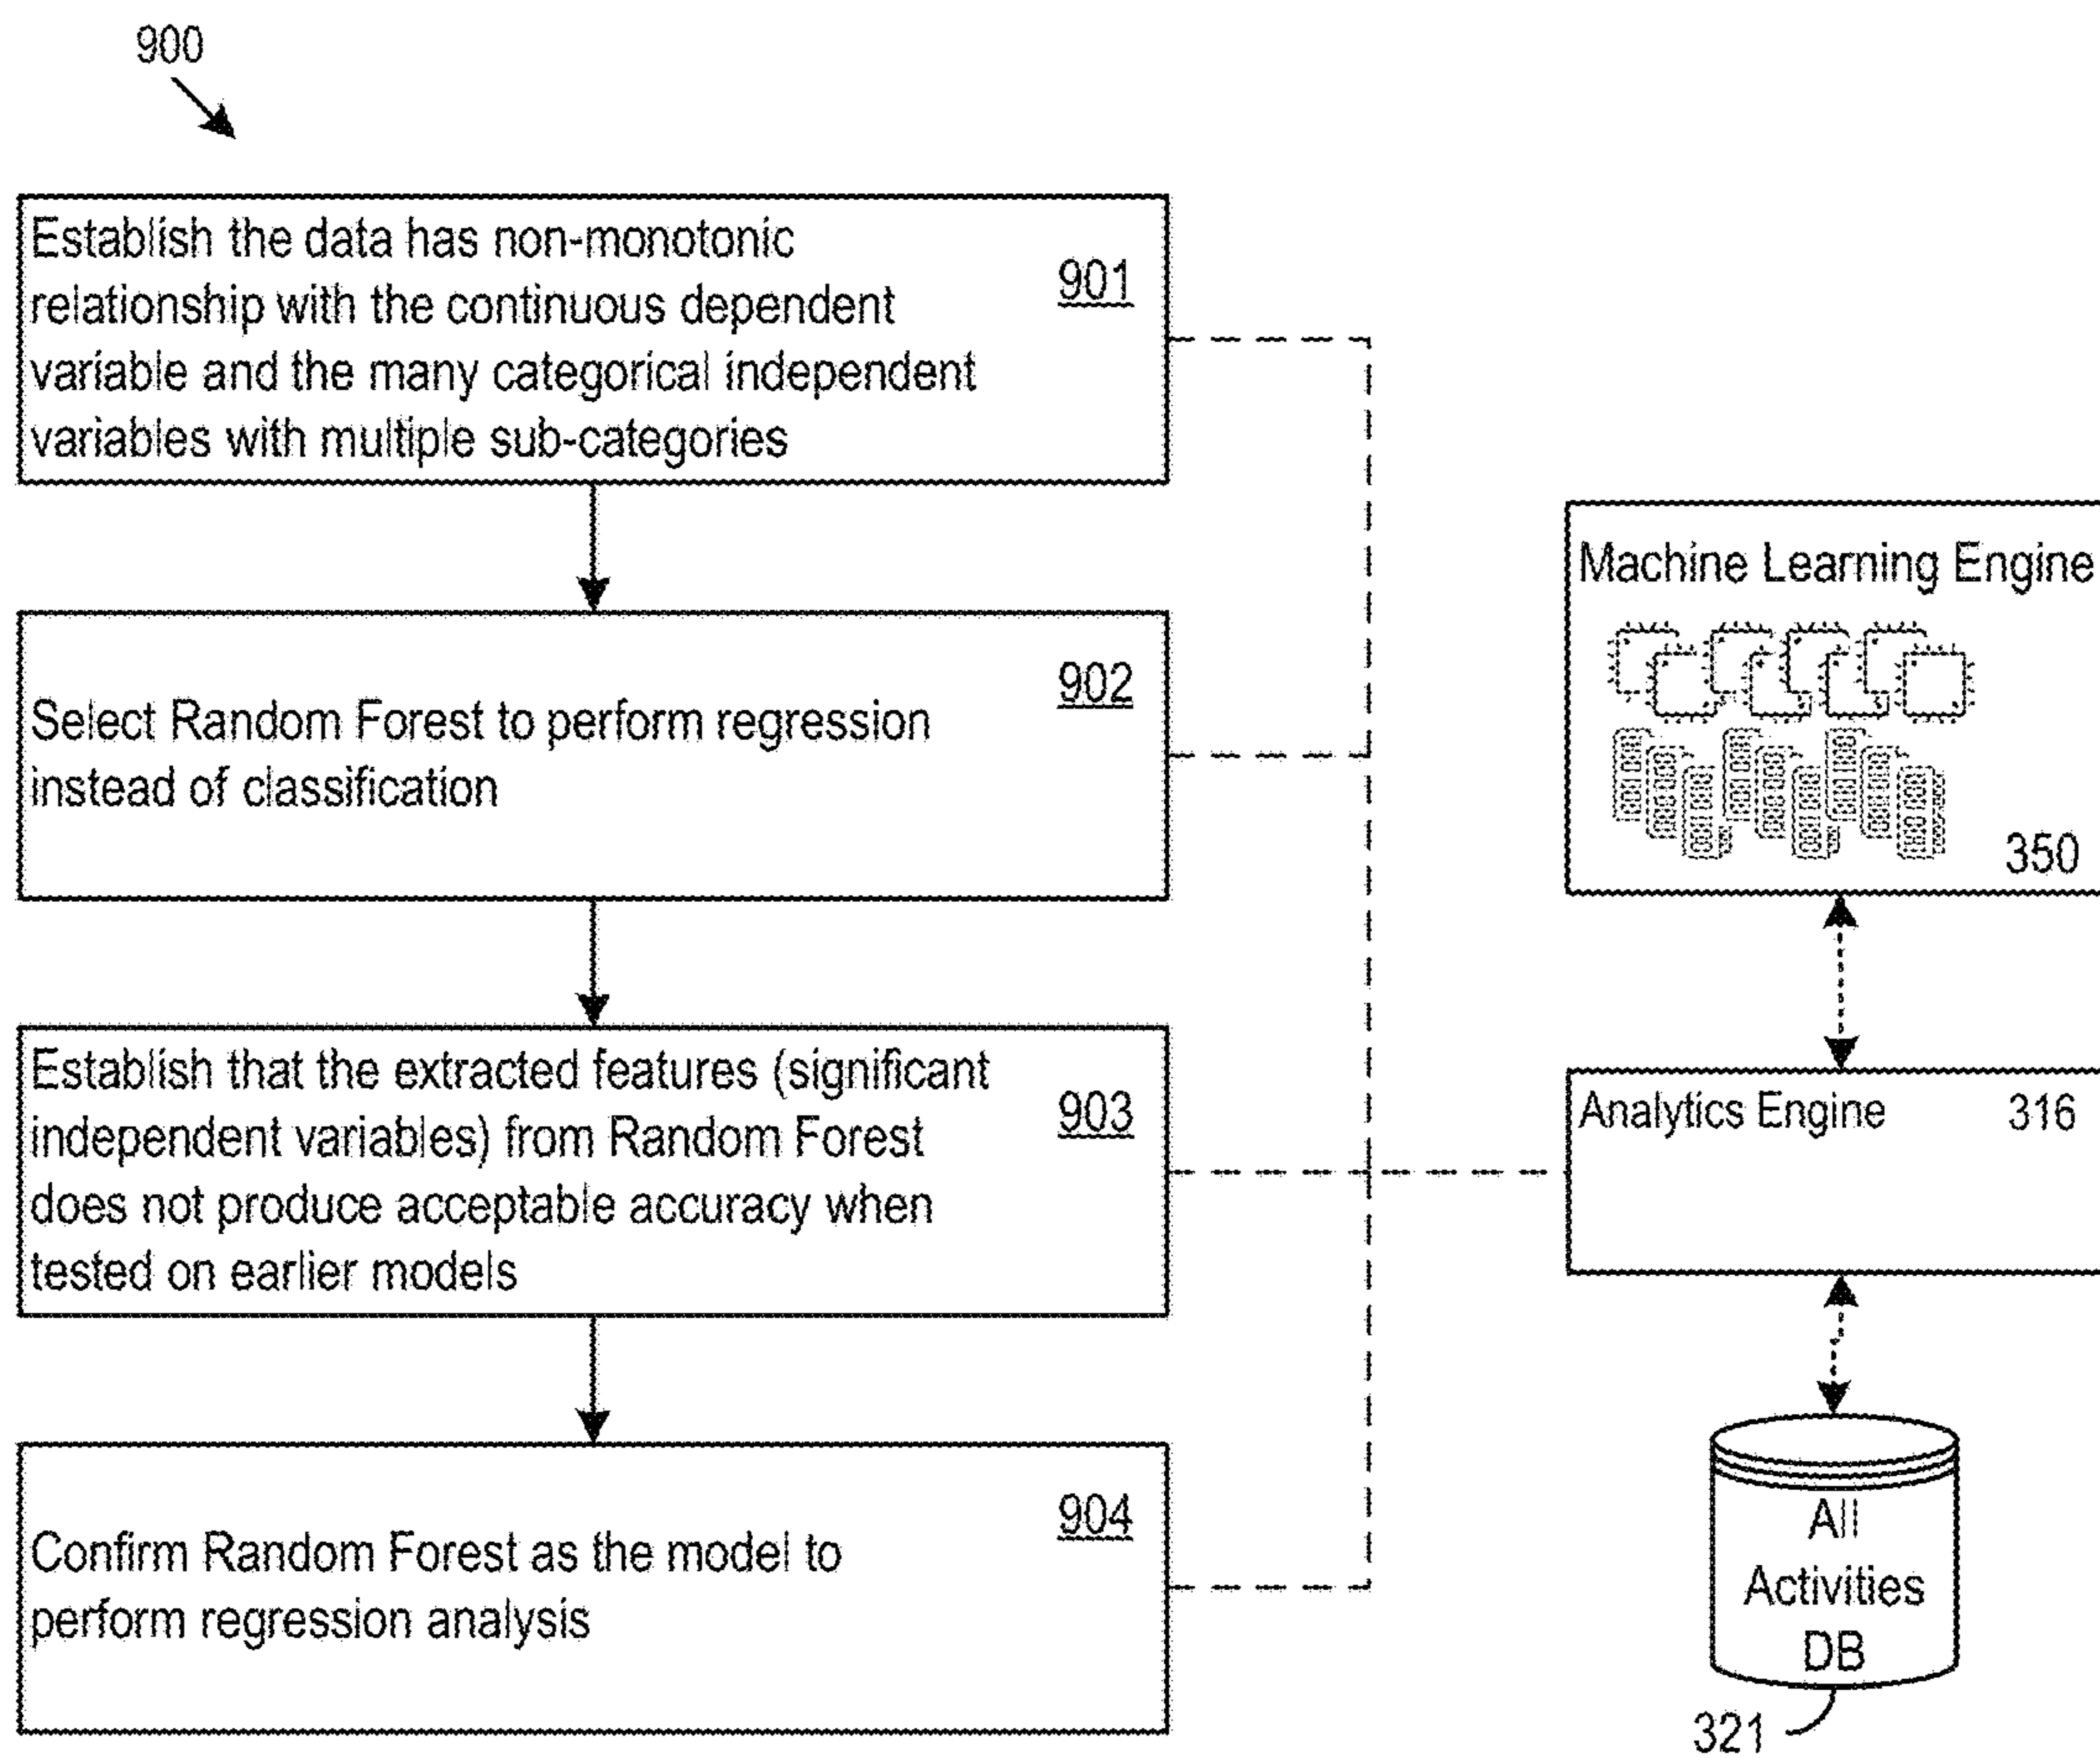 900
Establish the data has non-monotonic
relationship with the continuous dependent
variable and the many categorical independent
variables with multiple sub-categories
901
Select Random Forest to perform regression
instead of classification
902
Establish that the extracted features (significant
independent variables) from Random Forest
does not produce acceptable accuracy when
tested on earlier models
903
Confirm Random Forest as the model to
perform regression analysis
904
Machine Learning Engine
350
Analytics Engine 316
All
Activities
DB
321